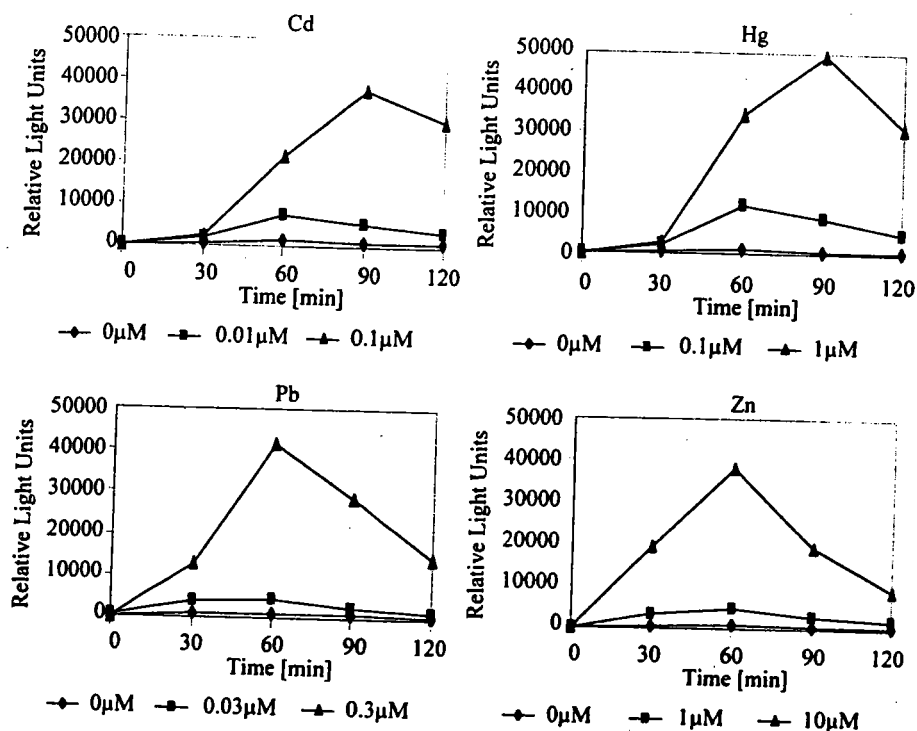 Cd
50000
40000
30000
20000
10000
0
Relative Light Units
0 30 60 90 120
Time [min]
0μM 0.01μM 0.1μM
Hg
50000
40000
30000
20000
10000
0
Relative Light Units
0 30 60 90 120
Time [min]
0μM 0.1μM 1μM
Pb
50000
40000
30000
20000
10000
0
Relative Light Units
0 30 60 90 120
Time [min]
0μM 0.03μM 0.3μM
Zn
50000
40000
30000
20000
10000
0
Relative Light Units
0 30 60 90 120
Time [min]
0μM 1μM 10μM